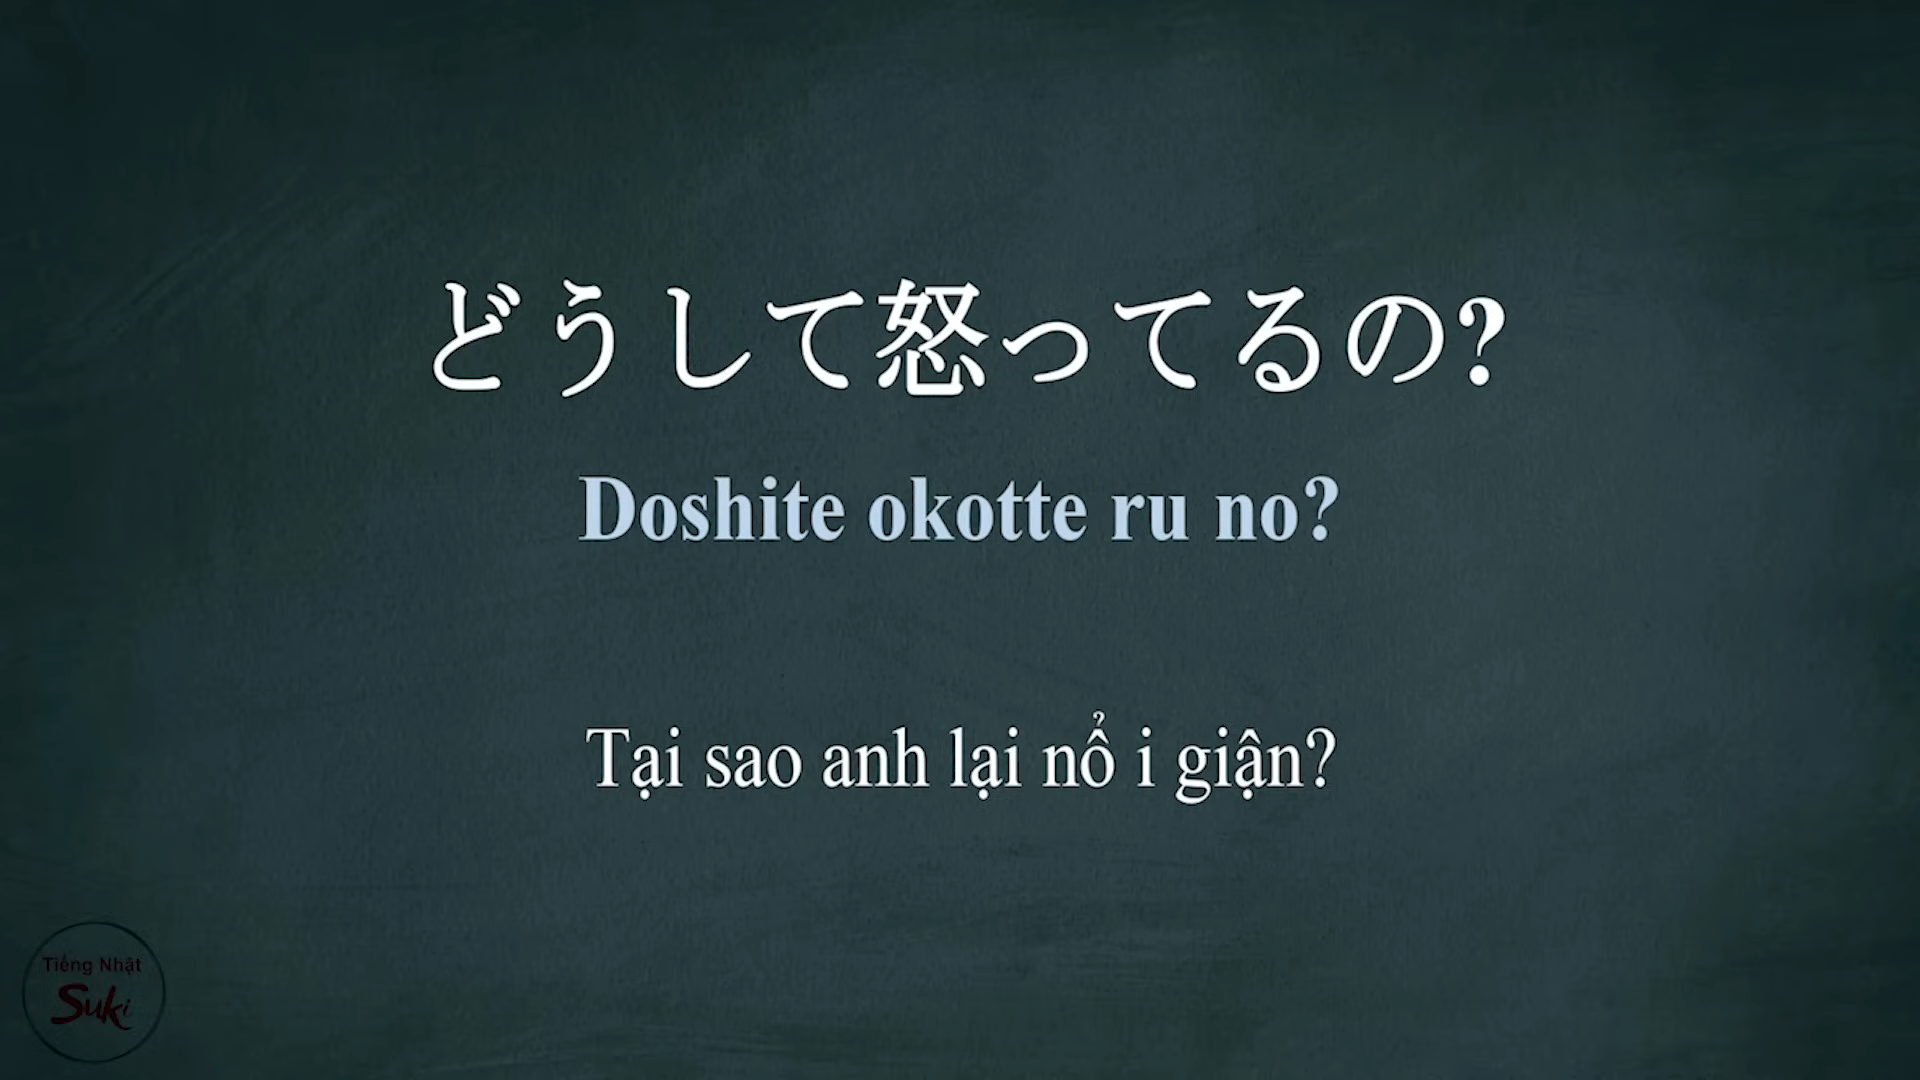 どうして怒ってるの?
Doshite okotte ru no?
Tại sao anh lại nổ i giận?
Tiếng Nhật
Suki